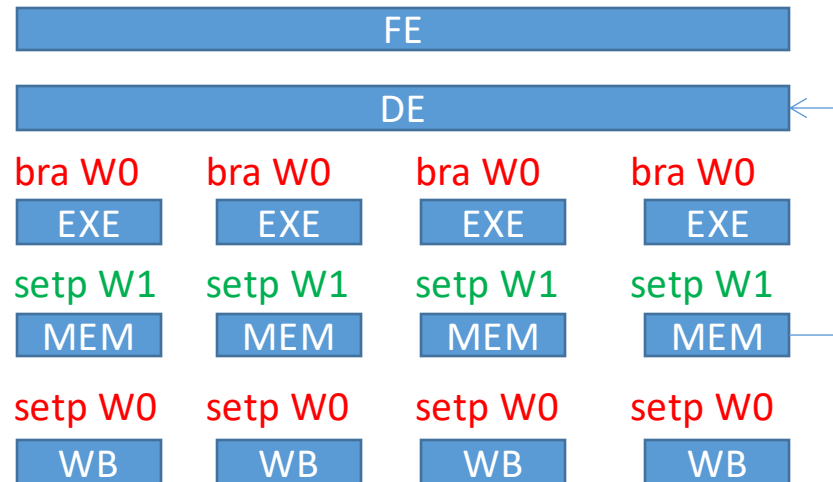 FE
DE
bra W0 bra W0 bra W0 bra W0
EXE EXE EXE EXE
setp W1 setp W1 setp W1 setp W1
MEM MEM MEM MEM
setp W0 setp W0 setp W0 setp W0
WB WB WB WB